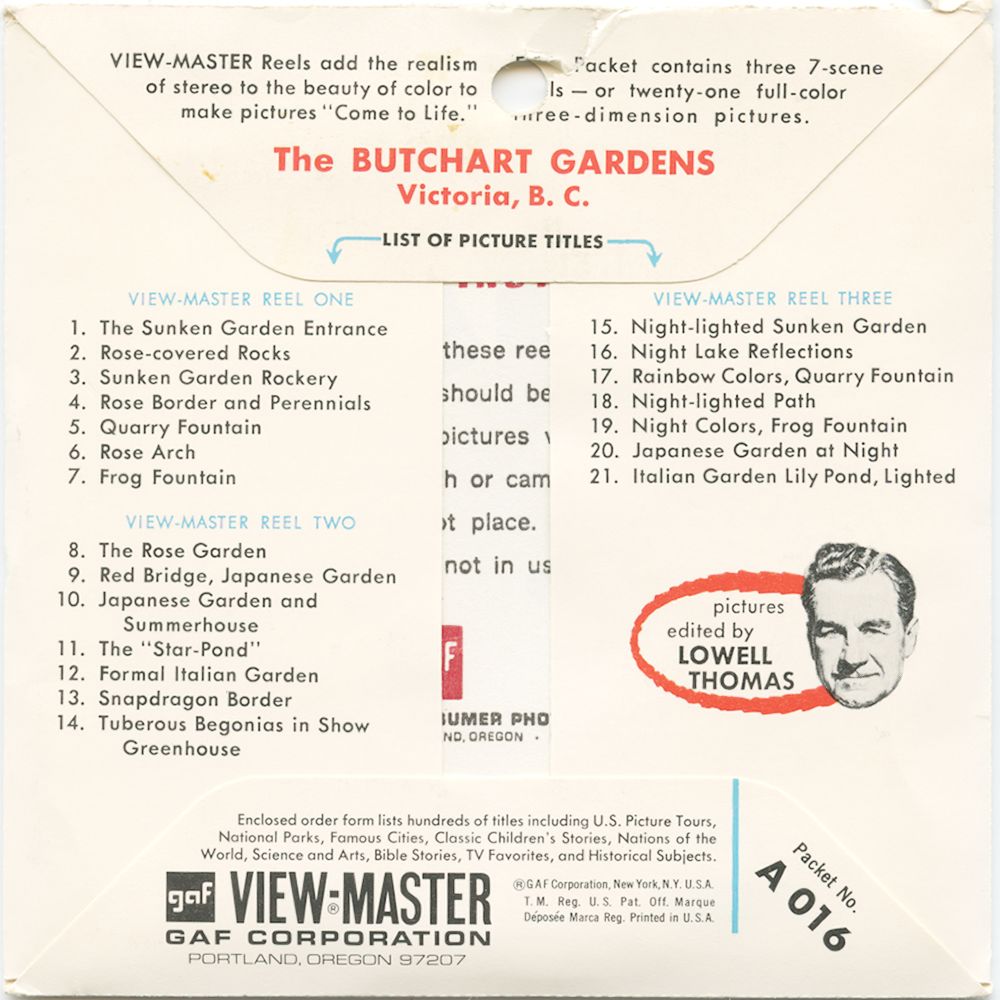 VIEW-MASTER Reels add the realism
of stereo to the beauty of color to
make pictures "Come to Life."
Packet contains three 7-scene
— or twenty-one full-color
three-dimension pictures.
The BUTCHART GARDENS
Victoria, B. C.
LIST OF PICTURE TITLES
VIEW-MASTER REEL ONE
1. The Sunken Garden Entrance
2. Rose-covered Rocks
3. Sunken Garden Rockery
4. Rose Border and Perennials
5. Quarry Fountain
6. Rose Arch
7. Frog Fountain
VIEW-MASTER REEL TWO
8. The Rose Garden
9. Red Bridge, Japanese Garden
10. Japanese Garden and
Summerhouse
11. The "Star-Pond"
12. Formal Italian Garden
13. Snapdragon Border
14. Tuberous Begonias in Show
Greenhouse
these ree
should be
pictures
h or cam
ot place.
not in us
F
SUMER PHO
ND, OREGON ·
VIEW-MASTER REEL THREE
15. Night-lighted Sunken Garden
16. Night Lake Reflections
17. Rainbow Colors, Quarry Fountain
18. Night-lighted Path
19. Night Colors, Frog Fountain
20. Japanese Garden at Night
21. Italian Garden Lily Pond, Lighted
pictures
edited by
LOWELL
THOMAS
Enclosed order form lists hundreds of titles including U.S. Picture Tours,
National Parks, Famous Cities, Classic Children's Stories, Nations of the
World, Science and Arts, Bible Stories, TV Favorites, and Historical Subjects.
gaf VIEW-MASTER®
GAF CORPORATION
PORTLAND, OREGON 97207
®GAF Corporation, New York, N.Y. U.S.A.
T. M. Reg. U. S. Pat. Off. Marque
Déposée Marca Reg. Printed in U.S.A.
Packet No.
A 016